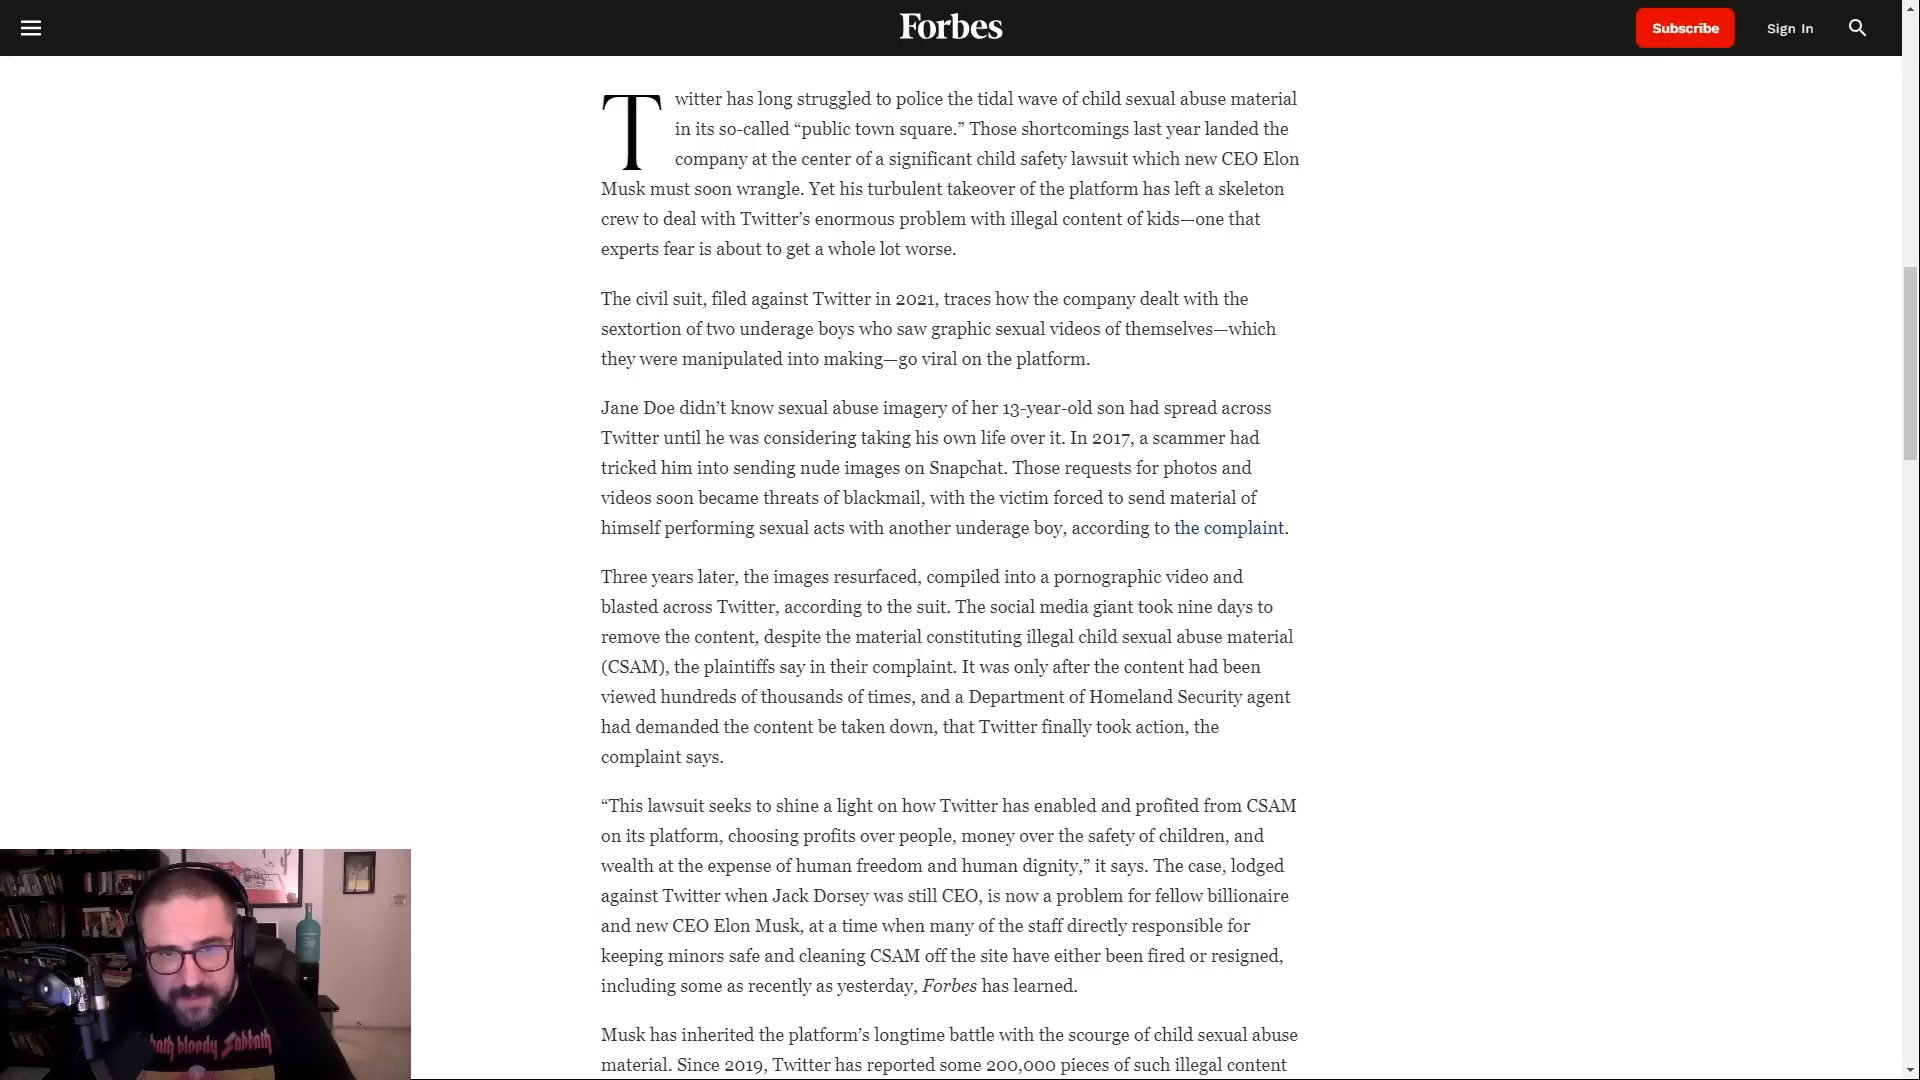 Forbes
Subscribe
Sign In
Twitter has long struggled to police the tidal wave of child sexual abuse material
in its so-called “public town square.” Those shortcomings last year landed the
company at the center of a significant child safety lawsuit which new CEO Elon
Musk must soon wrangle. Yet his turbulent takeover of the platform has left a skeleton
crew to deal with Twitter’s enormous problem with illegal content of kids—one that
experts fear is about to get a whole lot worse.
The civil suit, filed against Twitter in 2021, traces how the company dealt with the
sextortion of two underage boys who saw graphic sexual videos of themselves—which
they were manipulated into making—go viral on the platform.
Jane Doe didn’t know sexual abuse imagery of her 13-year-old son had spread across
Twitter until he was considering taking his own life over it. In 2017, a scammer had
tricked him into sending nude images on Snapchat. Those requests for photos and
videos soon became threats of blackmail, with the victim forced to send material of
himself performing sexual acts with another underage boy, according to the complaint.
Three years later, the images resurfaced, compiled into a pornographic video and
blasted across Twitter, according to the suit. The social media giant took nine days to
remove the content, despite the material constituting illegal child sexual abuse material
(CSAM), the plaintiffs say in their complaint. It was only after the content had been
viewed hundreds of thousands of times, and a Department of Homeland Security agent
had demanded the content be taken down, that Twitter finally took action, the
complaint says.
“This lawsuit seeks to shine a light on how Twitter has enabled and profited from CSAM
on its platform, choosing profits over people, money over the safety of children, and
wealth at the expense of human freedom and human dignity,” it says. The case, lodged
against Twitter when Jack Dorsey was still CEO, is now a problem for fellow billionaire
and new CEO Elon Musk, at a time when many of the staff directly responsible for
keeping minors safe and cleaning CSAM off the site have either been fired or resigned,
including some as recently as yesterday, Forbes has learned.
Musk has inherited the platform’s longtime battle with the scourge of child sexual abuse
material. Since 2019, Twitter has reported some 200,000 pieces of such illegal content
bloody Sabbath